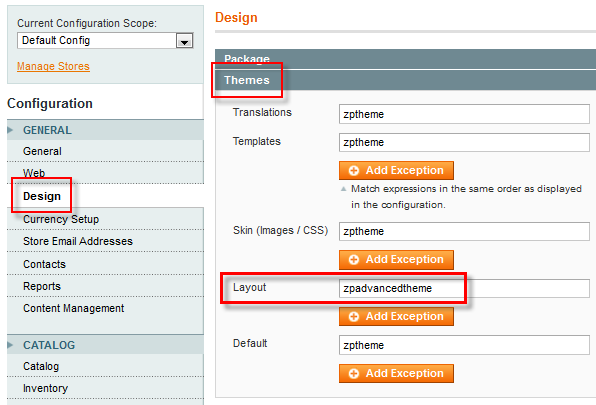 Current Configuration Scope:
Default Config
Manage Stores
Configuration
GENERAL
General
Web
Design
Currency Setup
Store Email Addresses
Contacts
Reports
Content Management
CATALOG
Catalog
Inventory
Design
Package
Themes
Translations zptheme
Templates zptheme
Add Exception
Match expressions in the same order as displayed
in the configuration.
Skin (Images / CSS) zptheme
Add Exception
Layout zpadvancedtheme
Add Exception
Default zptheme
Add Exception